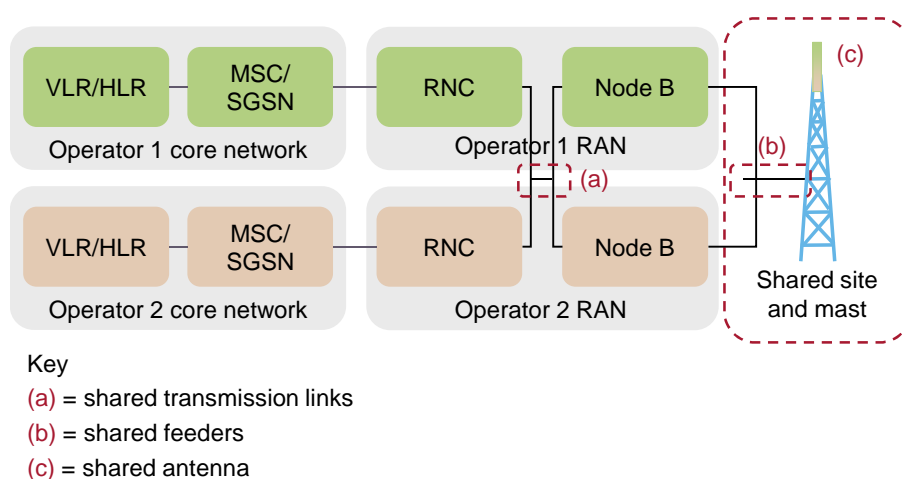 VLR/HLR
MSC/
SGSN
RNC
Node B
Operator 1 core network
Operator 1 RAN
(c)
(b)
(a)
VLR/HLR
MSC/
SGSN
RNC
Node B
Operator 2 core network
Operator 2 RAN
Shared site
and mast
Key
(a) = shared transmission links
(b) = shared feeders
(c) = shared antenna